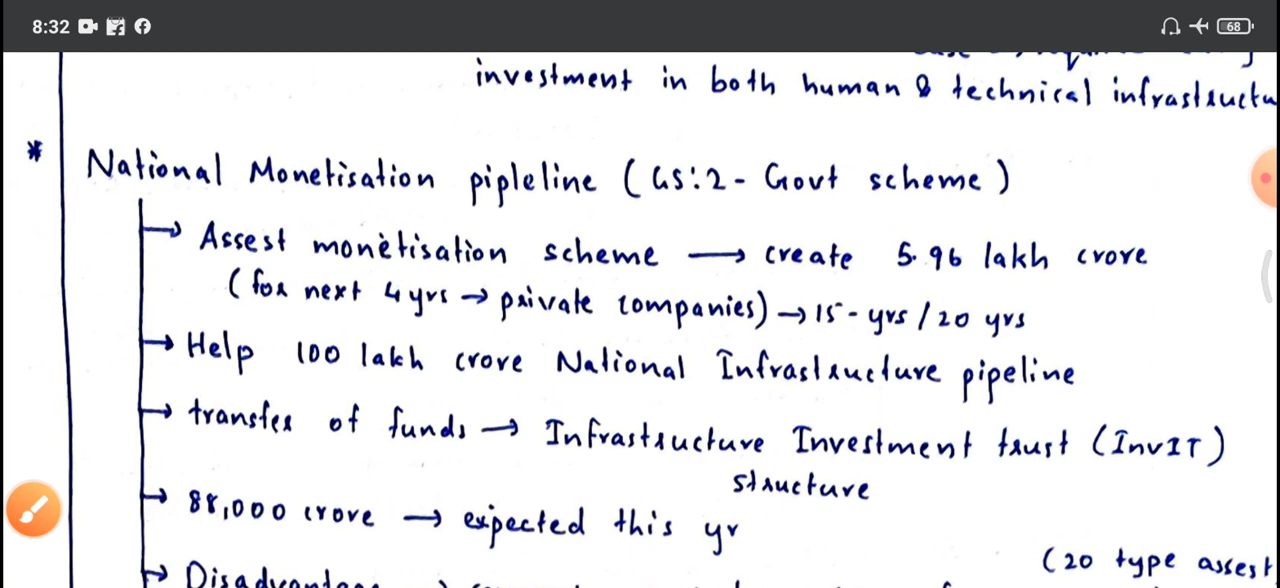 8:32
68
investment in both human & technical infrastructu
* National Monetisation pipleline (GS:2 - Govt scheme)
→ Assest monetisation scheme → create 5.96 lakh crore
(for next 4 yrs → private companies) → 15 - yrs / 20 yrs
→ Help 100 lakh crore National Infrastructure pipeline
→ transfer of funds → Infrastructure Investment trust (InvIT)
structure
→ 88,000 crore → expected this yr
(20 type assest